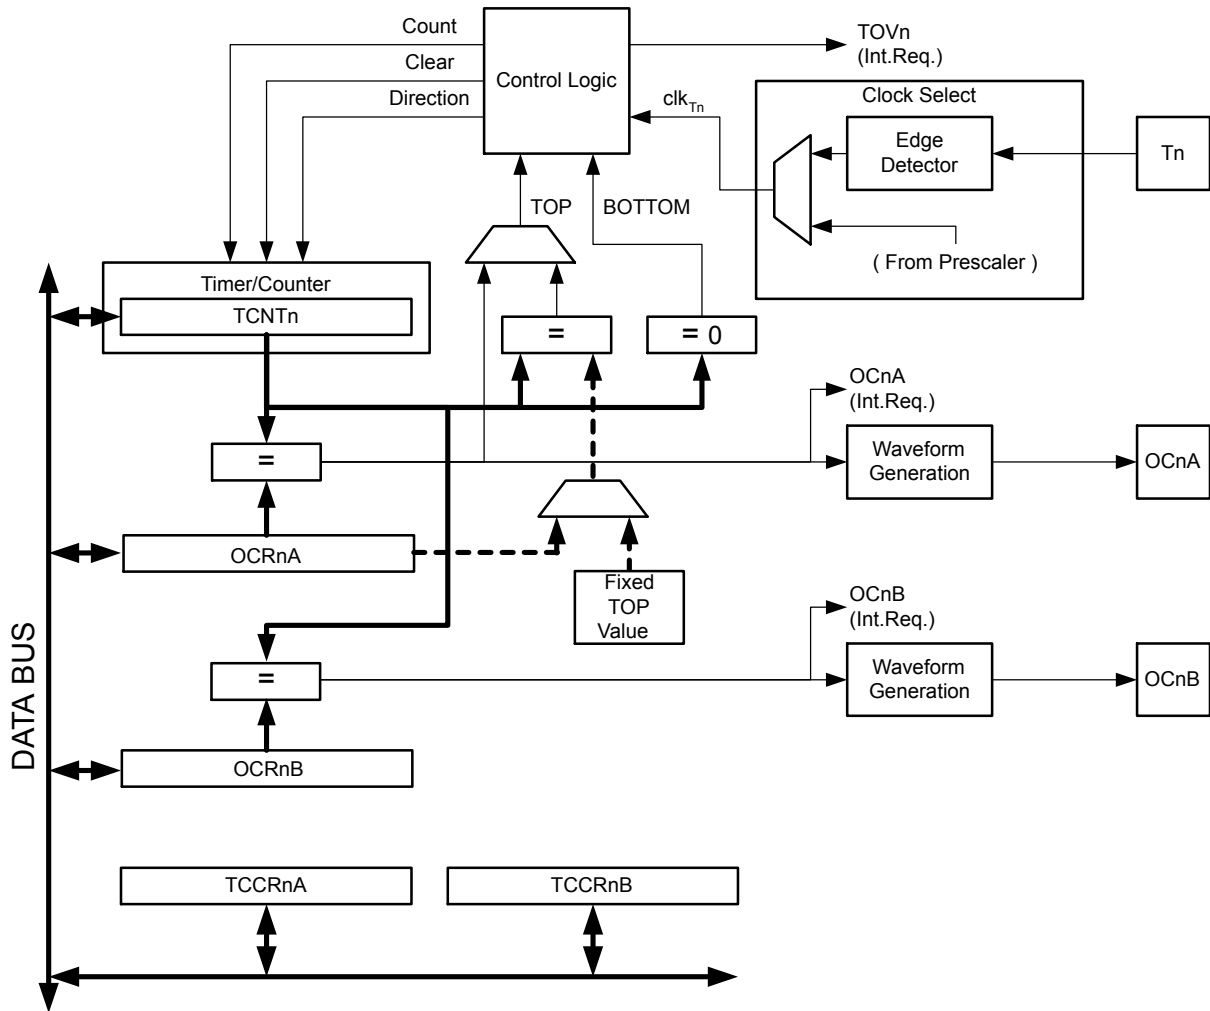 Count
Clear
Direction
Control Logic
TOVn
(Int.Req.)
clkTn
Clock Select
Edge
Detector
Tn
( From Prescaler )
TOP
BOTTOM
Timer/Counter
TCNTn
=
= 0
OCnA
(Int.Req.)
=
Waveform
Generation
OCnA
OCRnA
Fixed
TOP
Value
OCnB
(Int.Req.)
=
Waveform
Generation
OCnB
OCRnB
DATA BUS
TCCRnA
TCCRnB